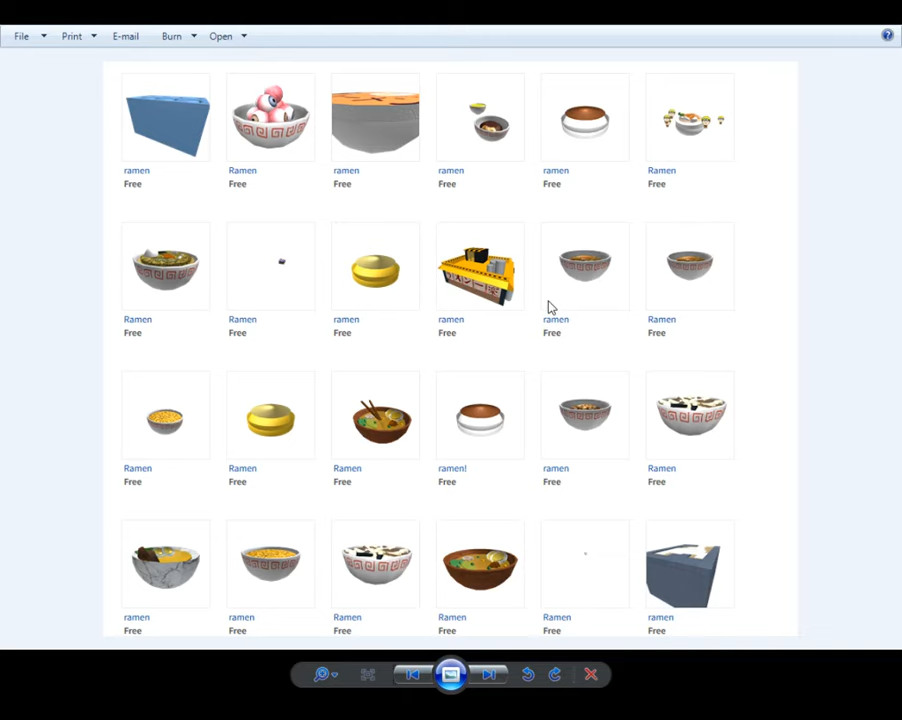 File Print E-mail Burn Open
ramen Ramen ramen ramen ramen Ramen
Free Free Free Free Free Free
Ramen Ramen ramen ramen ramen Ramen
Free Free Free Free Free Free
Ramen Ramen Ramen ramen! ramen Ramen
Free Free Free Free Free Free
ramen ramen Ramen Ramen Ramen ramen
Free Free Free Free Free Free